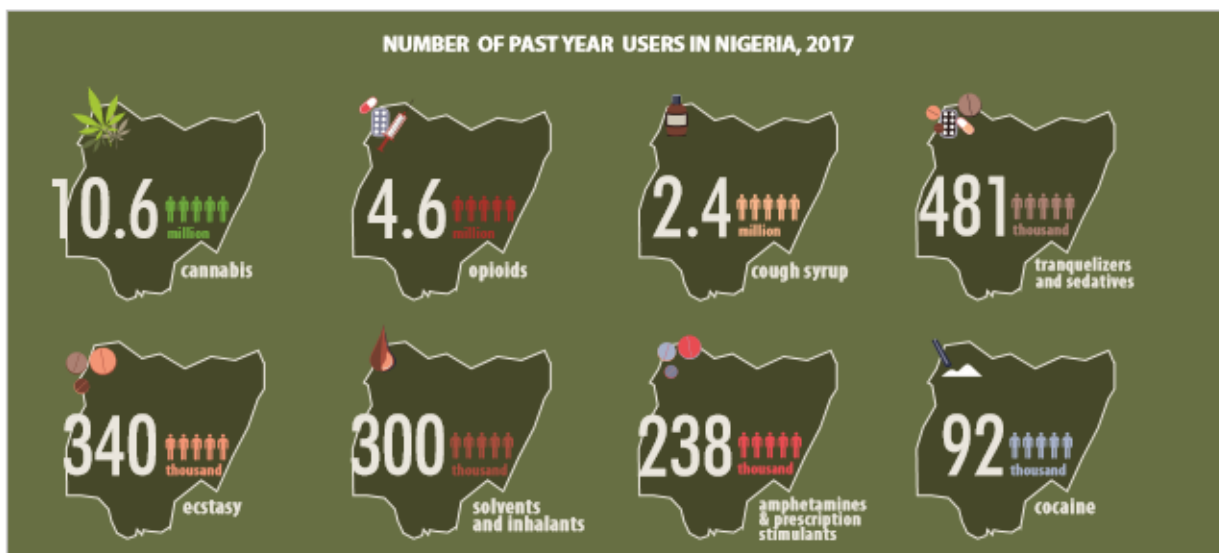 NUMBER OF PAST YEAR USERS IN NIGERIA, 2017
10.6
million
cannabis
4.6
million
opioids
2.4
million
cough syrup
481
thousand
tranquelizers
and sedatives
340
thousand
ecstasy
300
thousand
solvents
and inhalants
238
thousand
amphetamines
& prescription
stimulants
92
thousand
cocaine